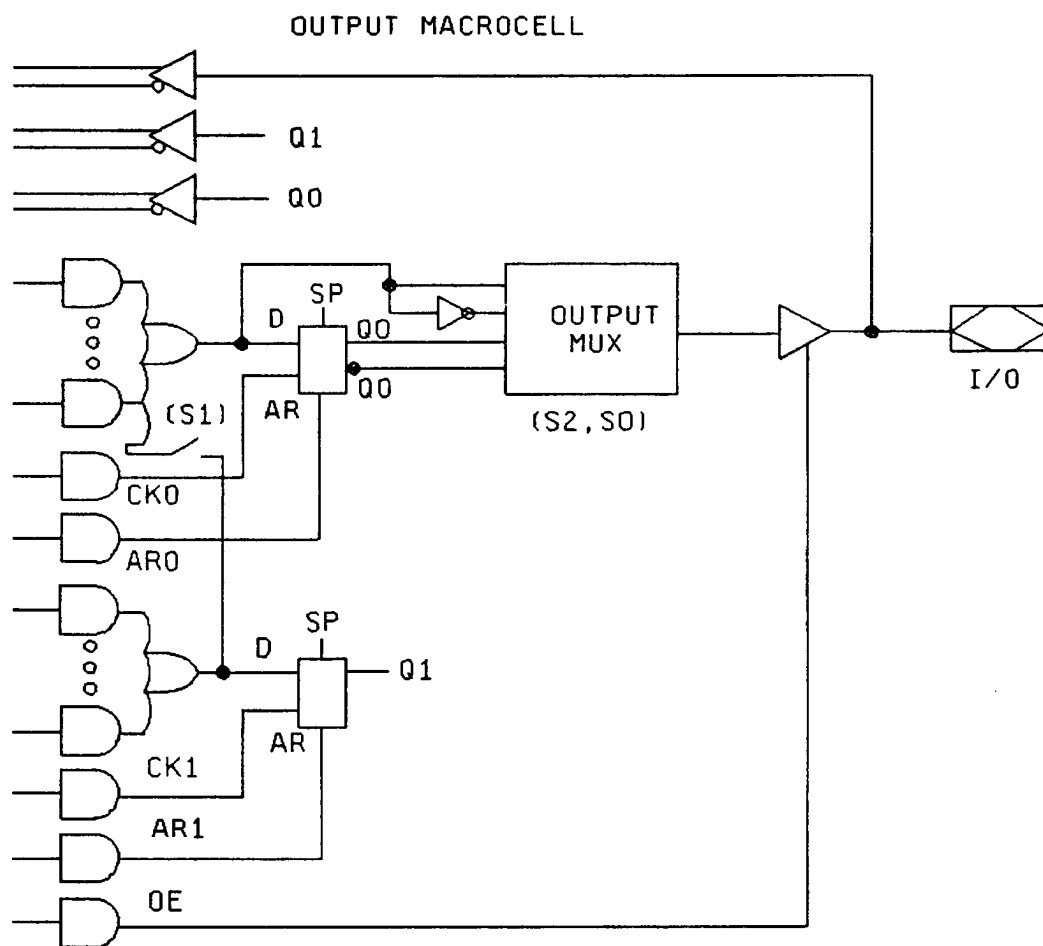 OUTPUT MACROCELL
Q1
Q0
SP
D
Q0
Q0
AR
OUTPUT
MUX
(S2,S0)
I/O
(S1)
CK0
AR0
SP
D
Q1
AR
CK1
AR1
OE